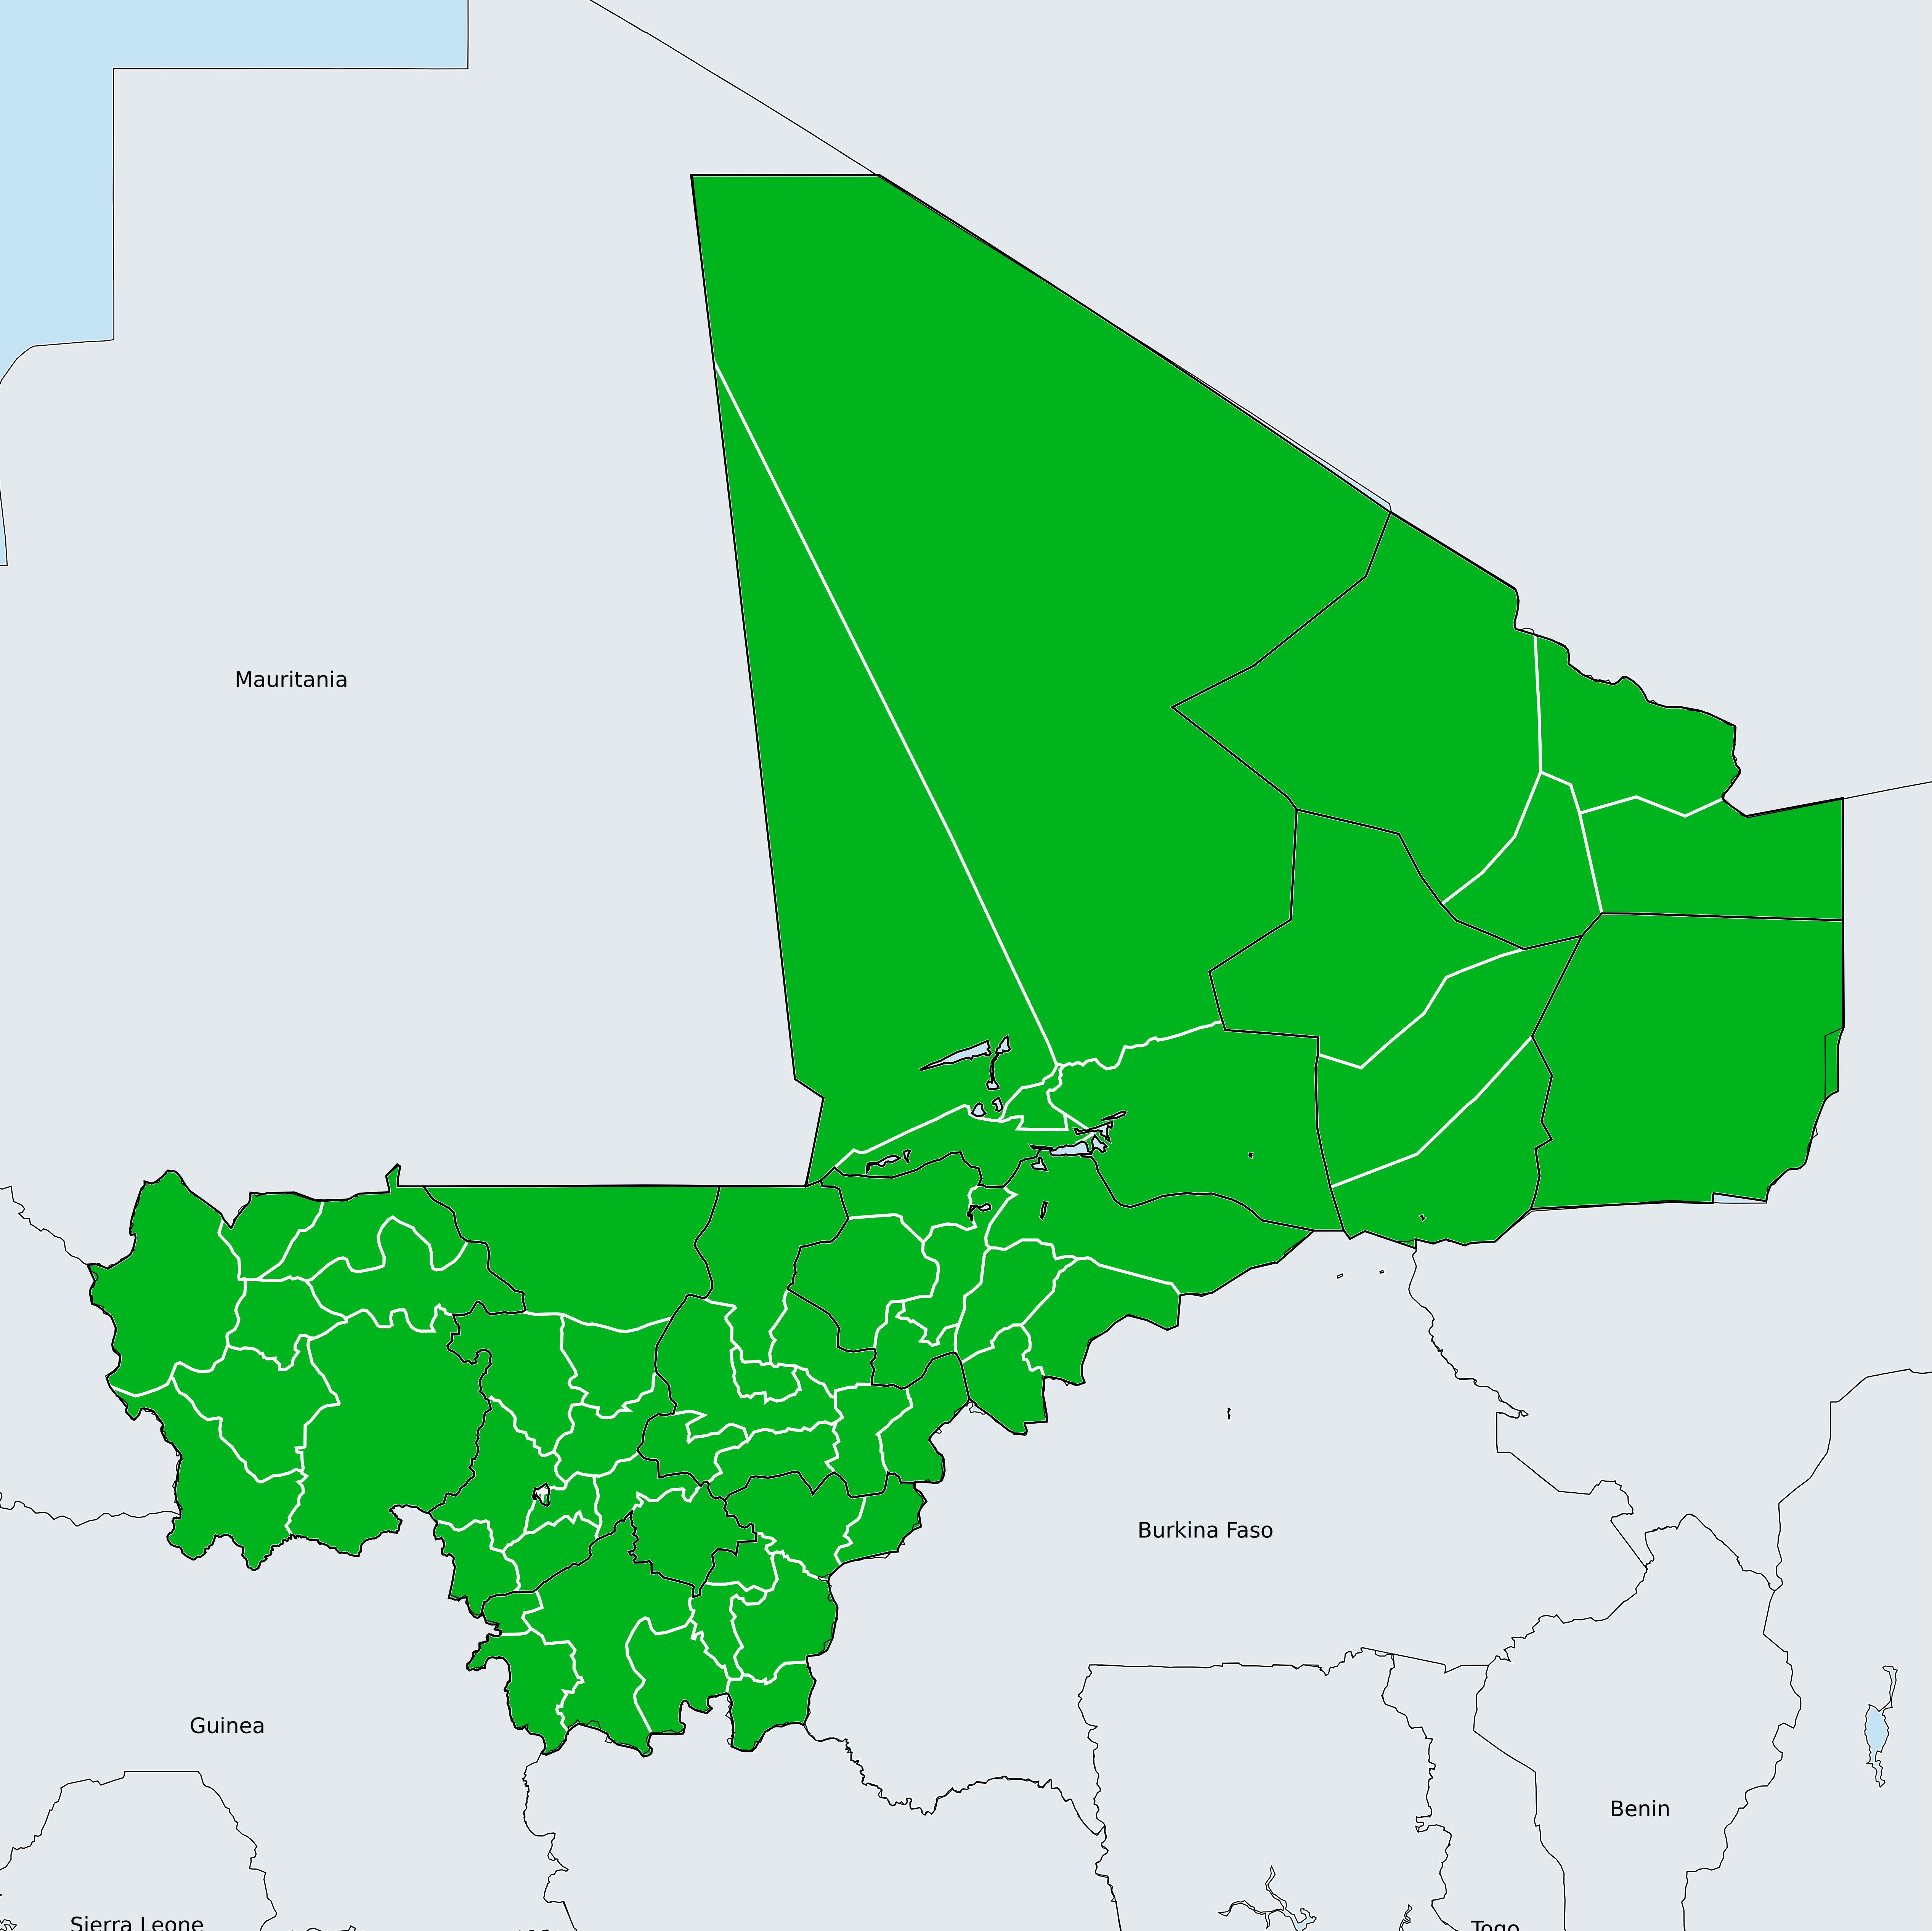 Mauritania
Burkina Faso
Guinea
Benin
Sierra Leone
Togo